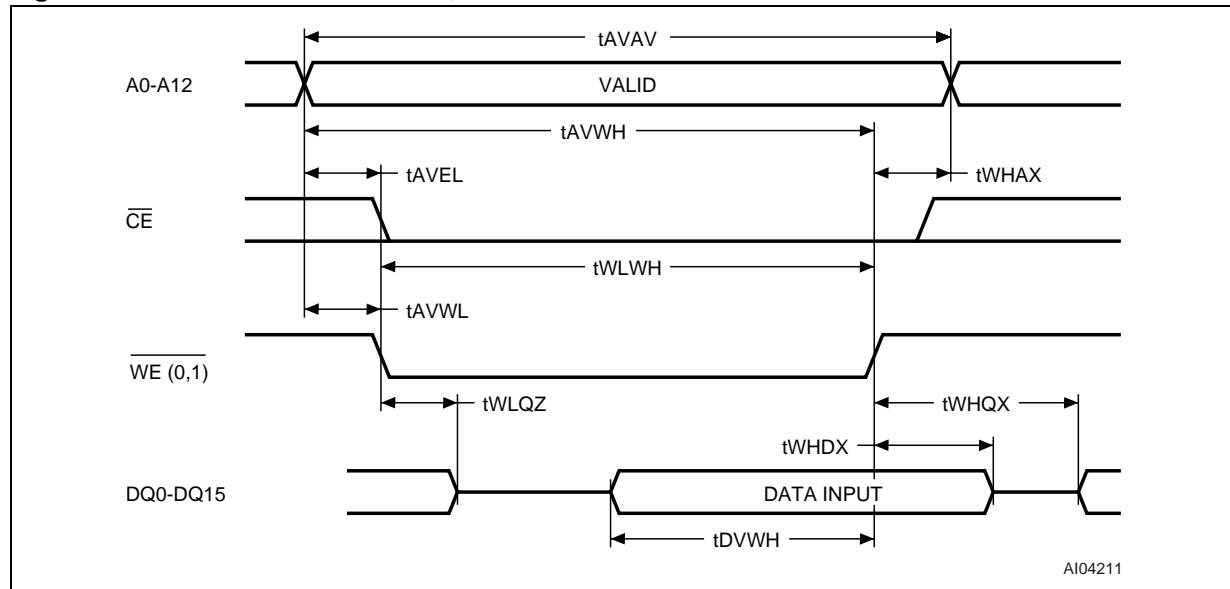 tAVAV
A0-A12
VALID
tAVWH
tAVEL
tWHAX
CE
tWLWH
tAVWL
WE (0,1)
tWLQZ
tWHQX
tWHDX
DQ0-DQ15
DATA INPUT
tDVWH
AI04211